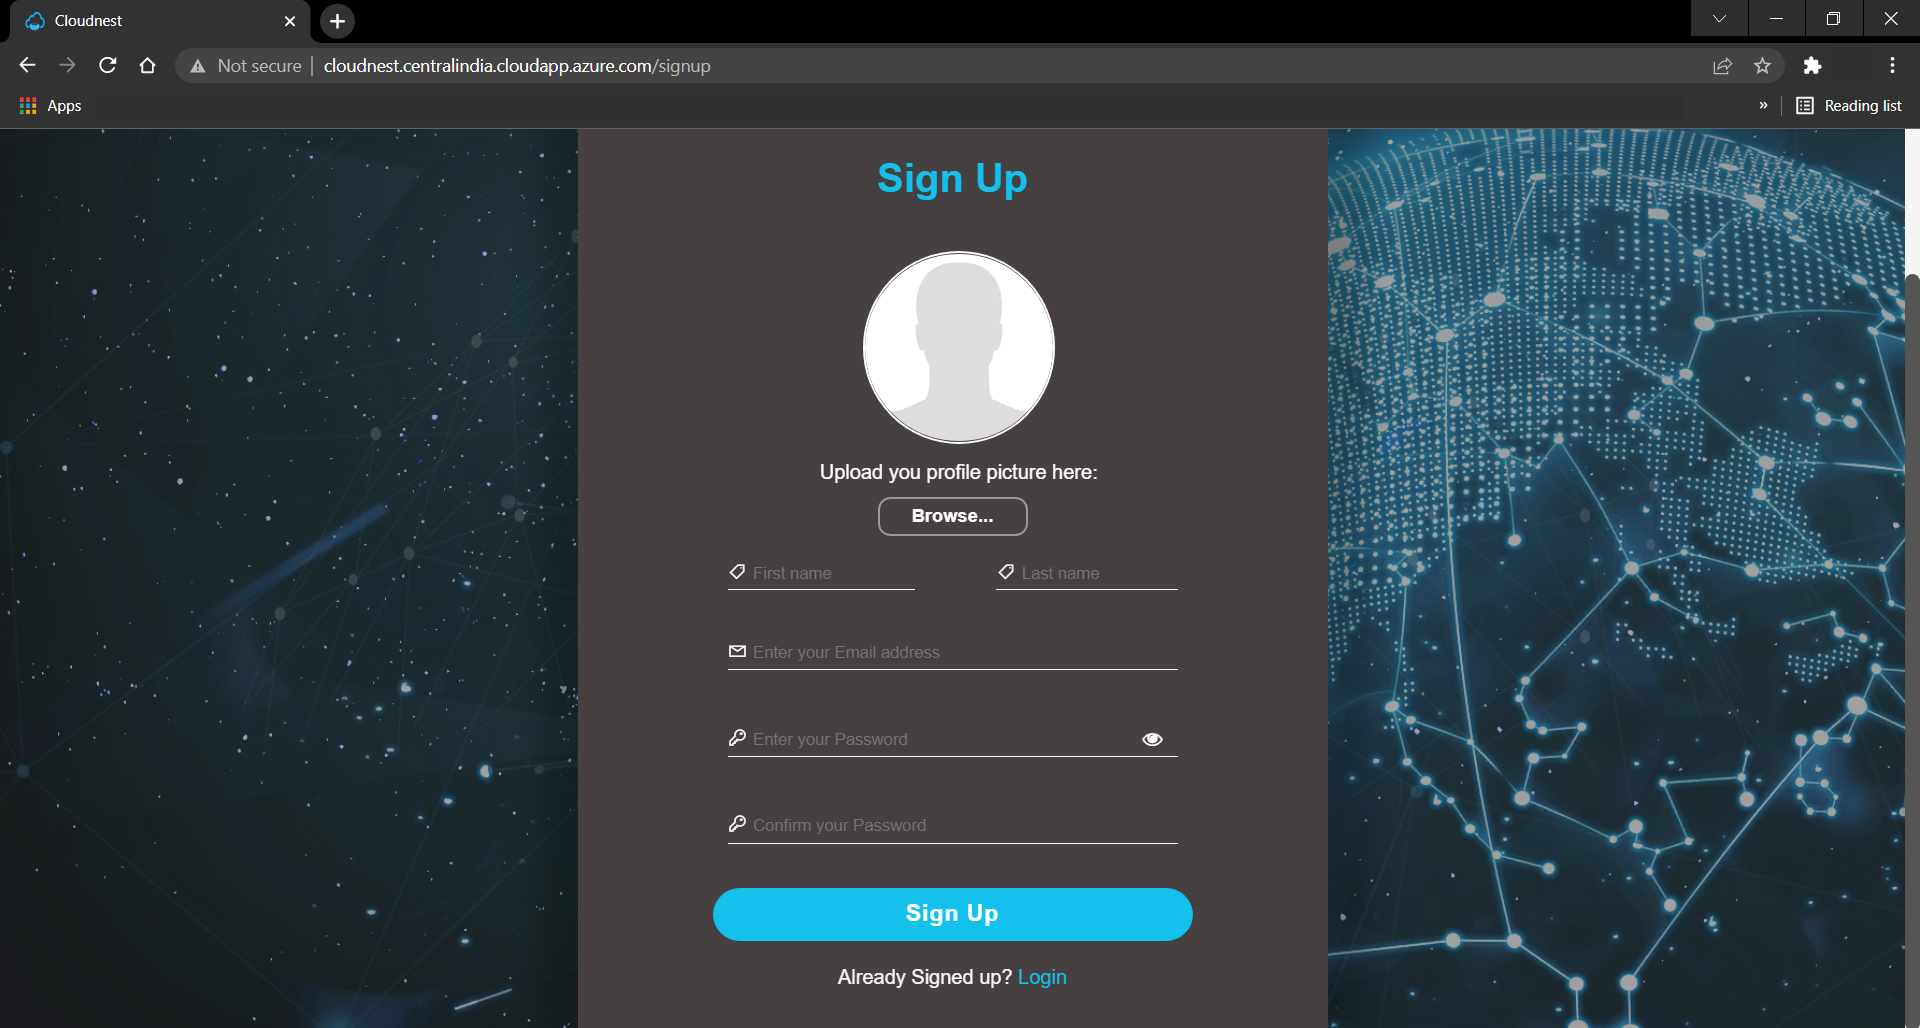 Cloudnest
Not secure cloudnest.centralindia.cloudapp.azure.com/signup
Apps » Reading list
Sign Up
Upload you profile picture here:
Browse...
First name Last name
Enter your Email address
Enter your Password
Confirm your Password
Sign Up
Already Signed up? Login